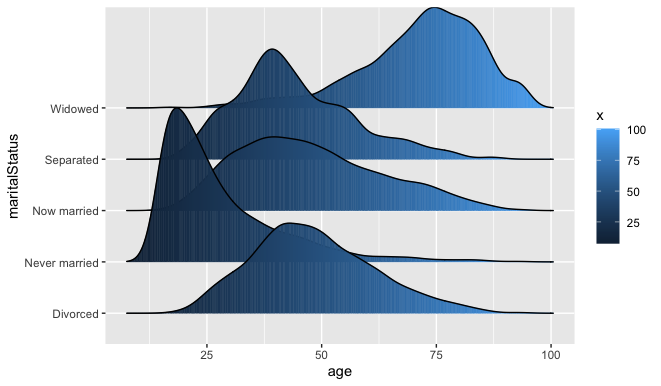 maritalStatus
Widowed
Separated
Now married
Never married
Divorced
25
50
75
100
age
x
100
75
50
25